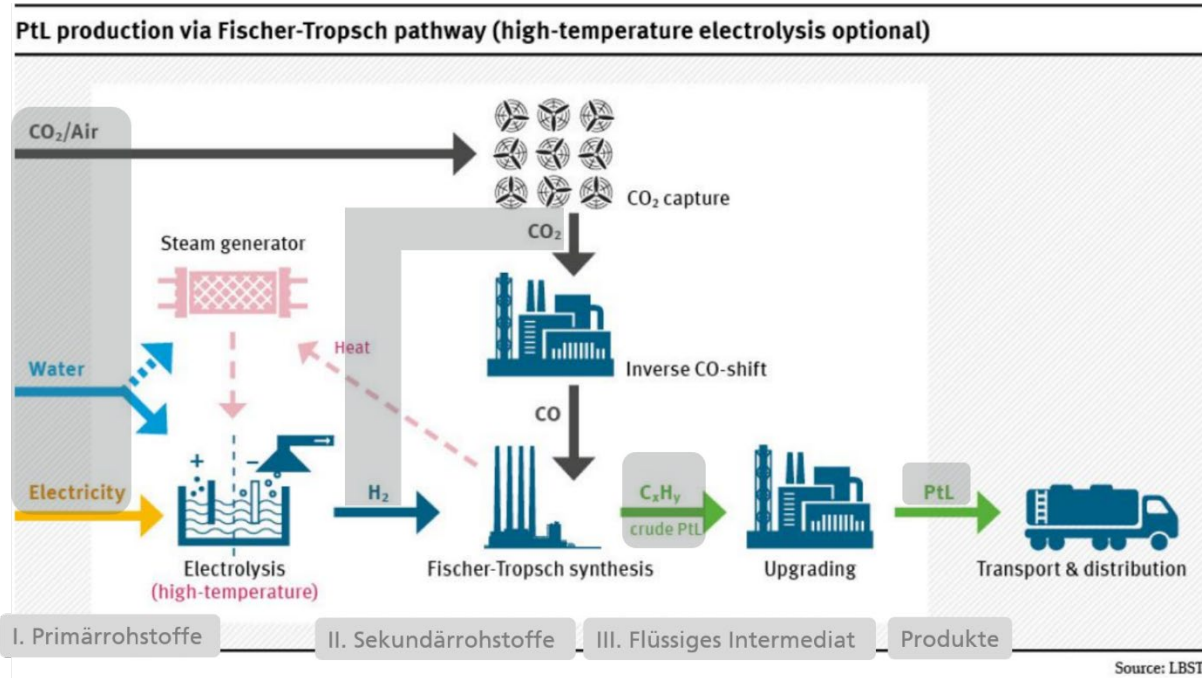 PtL production via Fischer-Tropsch pathway (high-temperature electrolysis optional)
CO₂/Air
CO₂ capture
CO₂
Steam generator
Heat
Water
Inverse CO-shift
CO
+
−
Electricity
H₂
CₓHᵧ
crude PtL
PtL
Electrolysis
(high-temperature)
Fischer-Tropsch synthesis
Upgrading
Transport & distribution
I. Primärrohstoffe
II. Sekundärrohstoffe
III. Flüssiges Intermediat
Produkte
Source: LBST